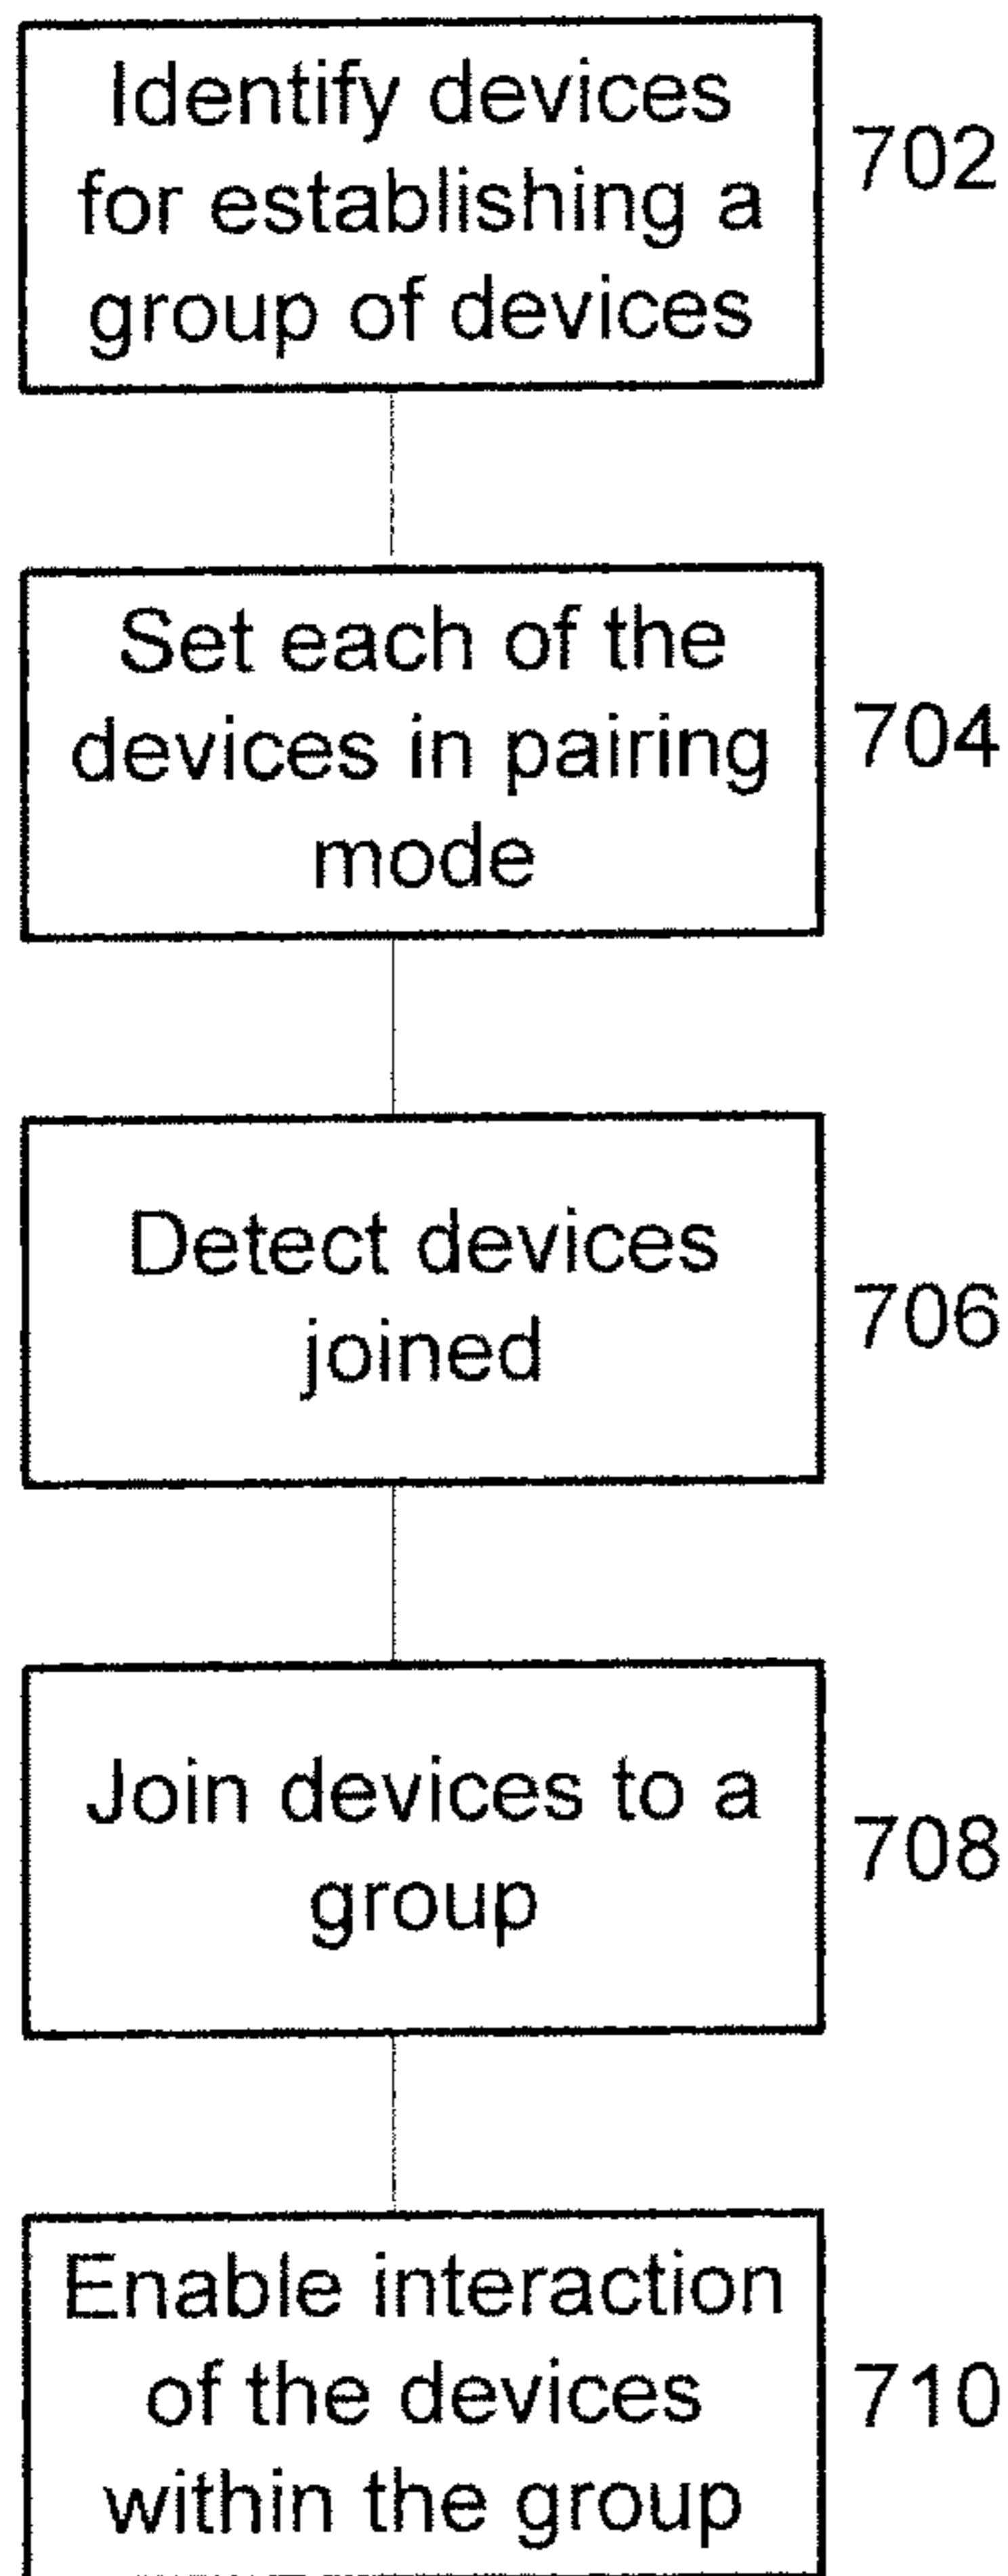 Identify devices
for establishing a
group of devices
702
Set each of the
devices in pairing
mode
704
Detect devices
joined
706
Join devices to a
group
708
Enable interaction
of the devices
within the group
710